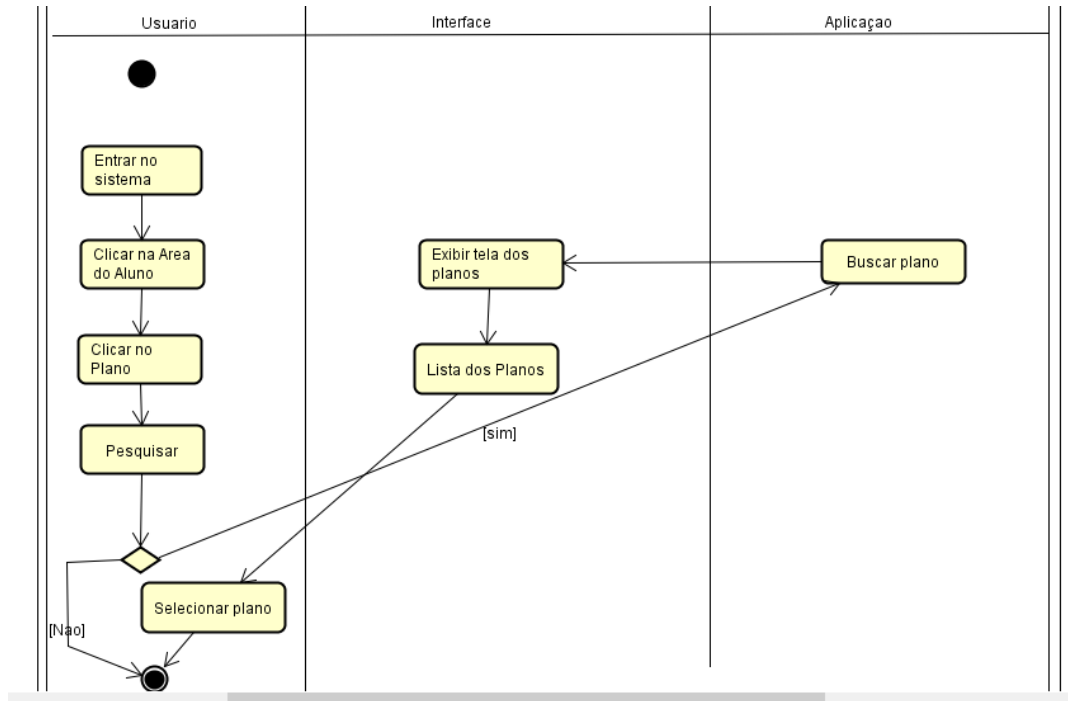 Usuario
Interface
Aplicaçao
Entrar no
sistema
Clicar na Area
do Aluno
Exibir tela dos
planos
Buscar plano
Clicar no
Plano
Lista dos Planos
[sim]
Pesquisar
Selecionar plano
[Nao]